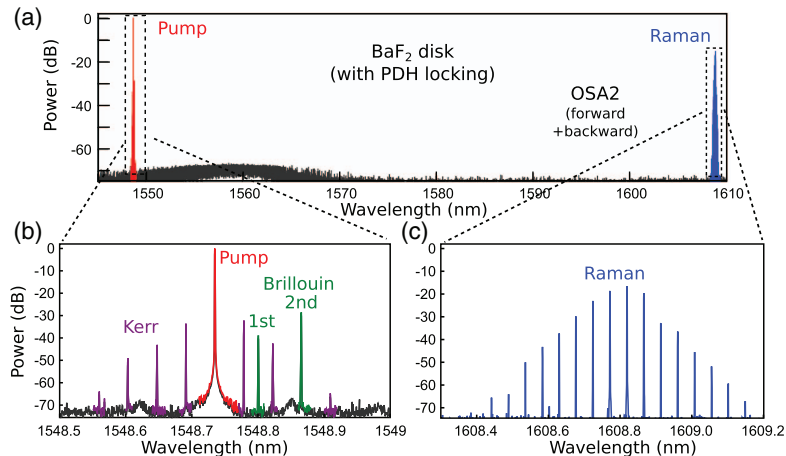 (a)
0
-20
-40
-60
Power (dB)
Pump
BaF₂ disk
(with PDH locking)
OSA2
(forward
+backward)
Raman
1550 1560 1570 1580 1590 1600 1610
Wavelength (nm)
(b)
0
-10
-20
-30
-40
-50
-60
-70
Power (dB)
Pump
Kerr
Brillouin
1st 2nd
1548.5 1548.6 1548.7 1548.8 1548.9 1549
Wavelength (nm)
(c)
0
-10
-20
-30
-40
-50
-60
-70
Raman
1608.4 1608.6 1608.8 1609.0 1609.2
Wavelength (nm)